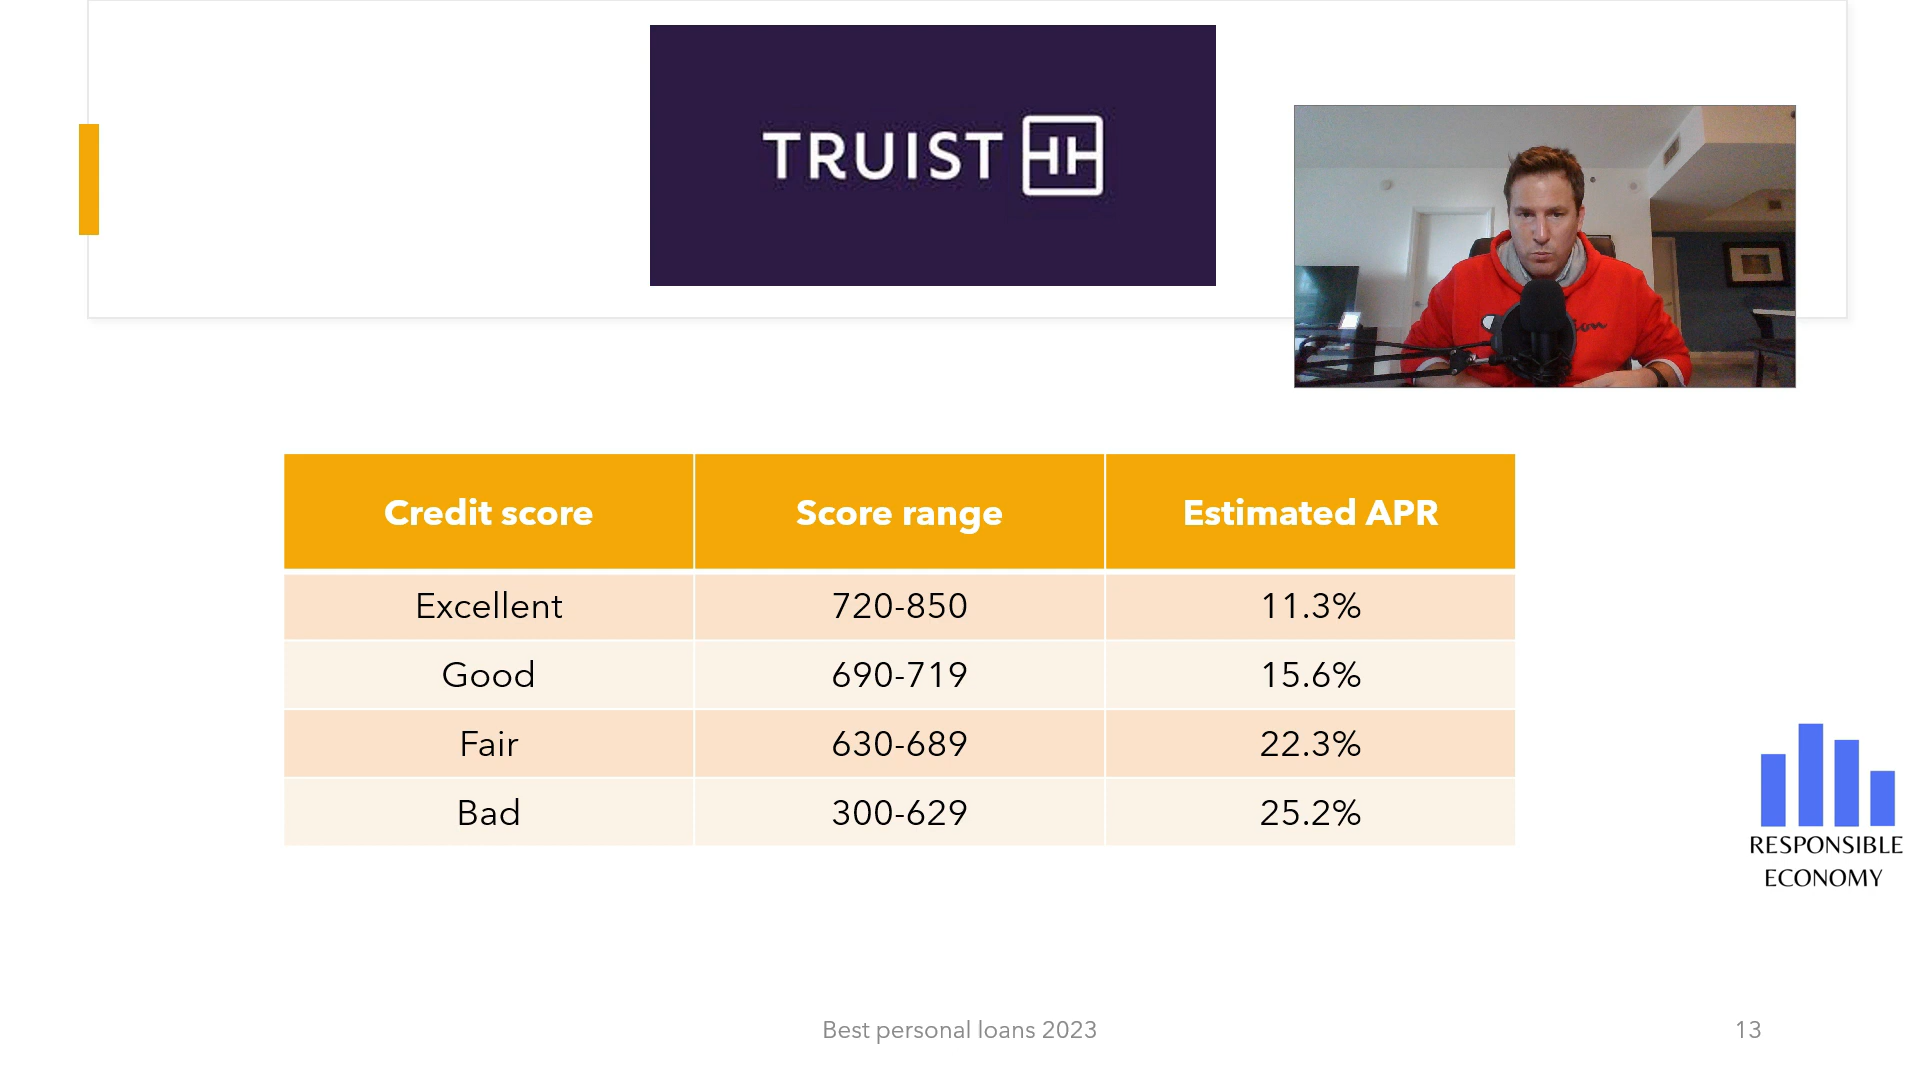 TRUIST
Credit score Score range Estimated APR
Excellent 720-850 11.3%
Good 690-719 15.6%
Fair 630-689 22.3%
Bad 300-629 25.2%
RESPONSIBLE
ECONOMY
Best personal loans 2023 13